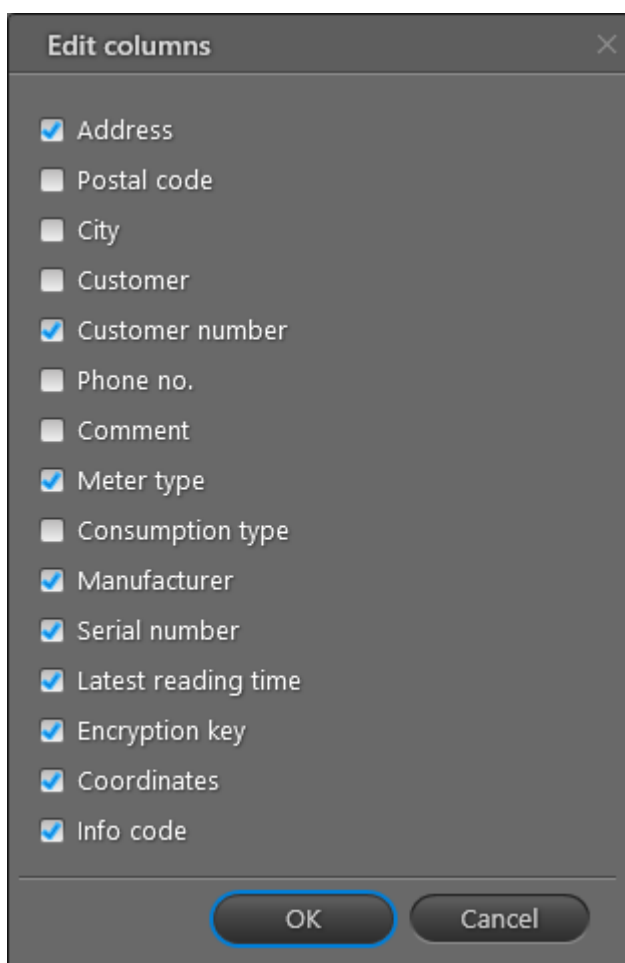 Edit columns
Address
Postal code
City
Customer
Customer number
Phone no.
Comment
Meter type
Consumption type
Manufacturer
Serial number
Latest reading time
Encryption key
Coordinates
Info code
OK Cancel